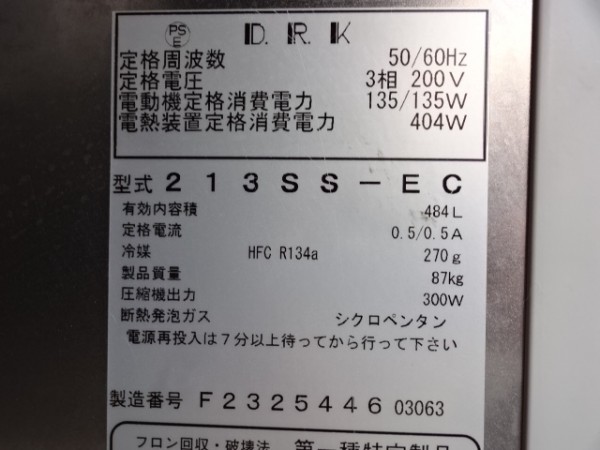 PS
E
D.R.K
定格周波数 50/60Hz
定格電圧 3相 200V
電動機定格消費電力 135/135W
電熱装置定格消費電力 404W
型式 213SS-EC
有効内容積 484L
定格電流 0.5/0.5A
冷媒 HFC R134a 270g
製品質量 87kg
圧縮機出力 300W
断熱発泡ガス シクロペンタン
電源再投入は7分以上待ってから行って下さい
製造番号 F2325446 03063
フロン回収・破壊法 第一種特定製品